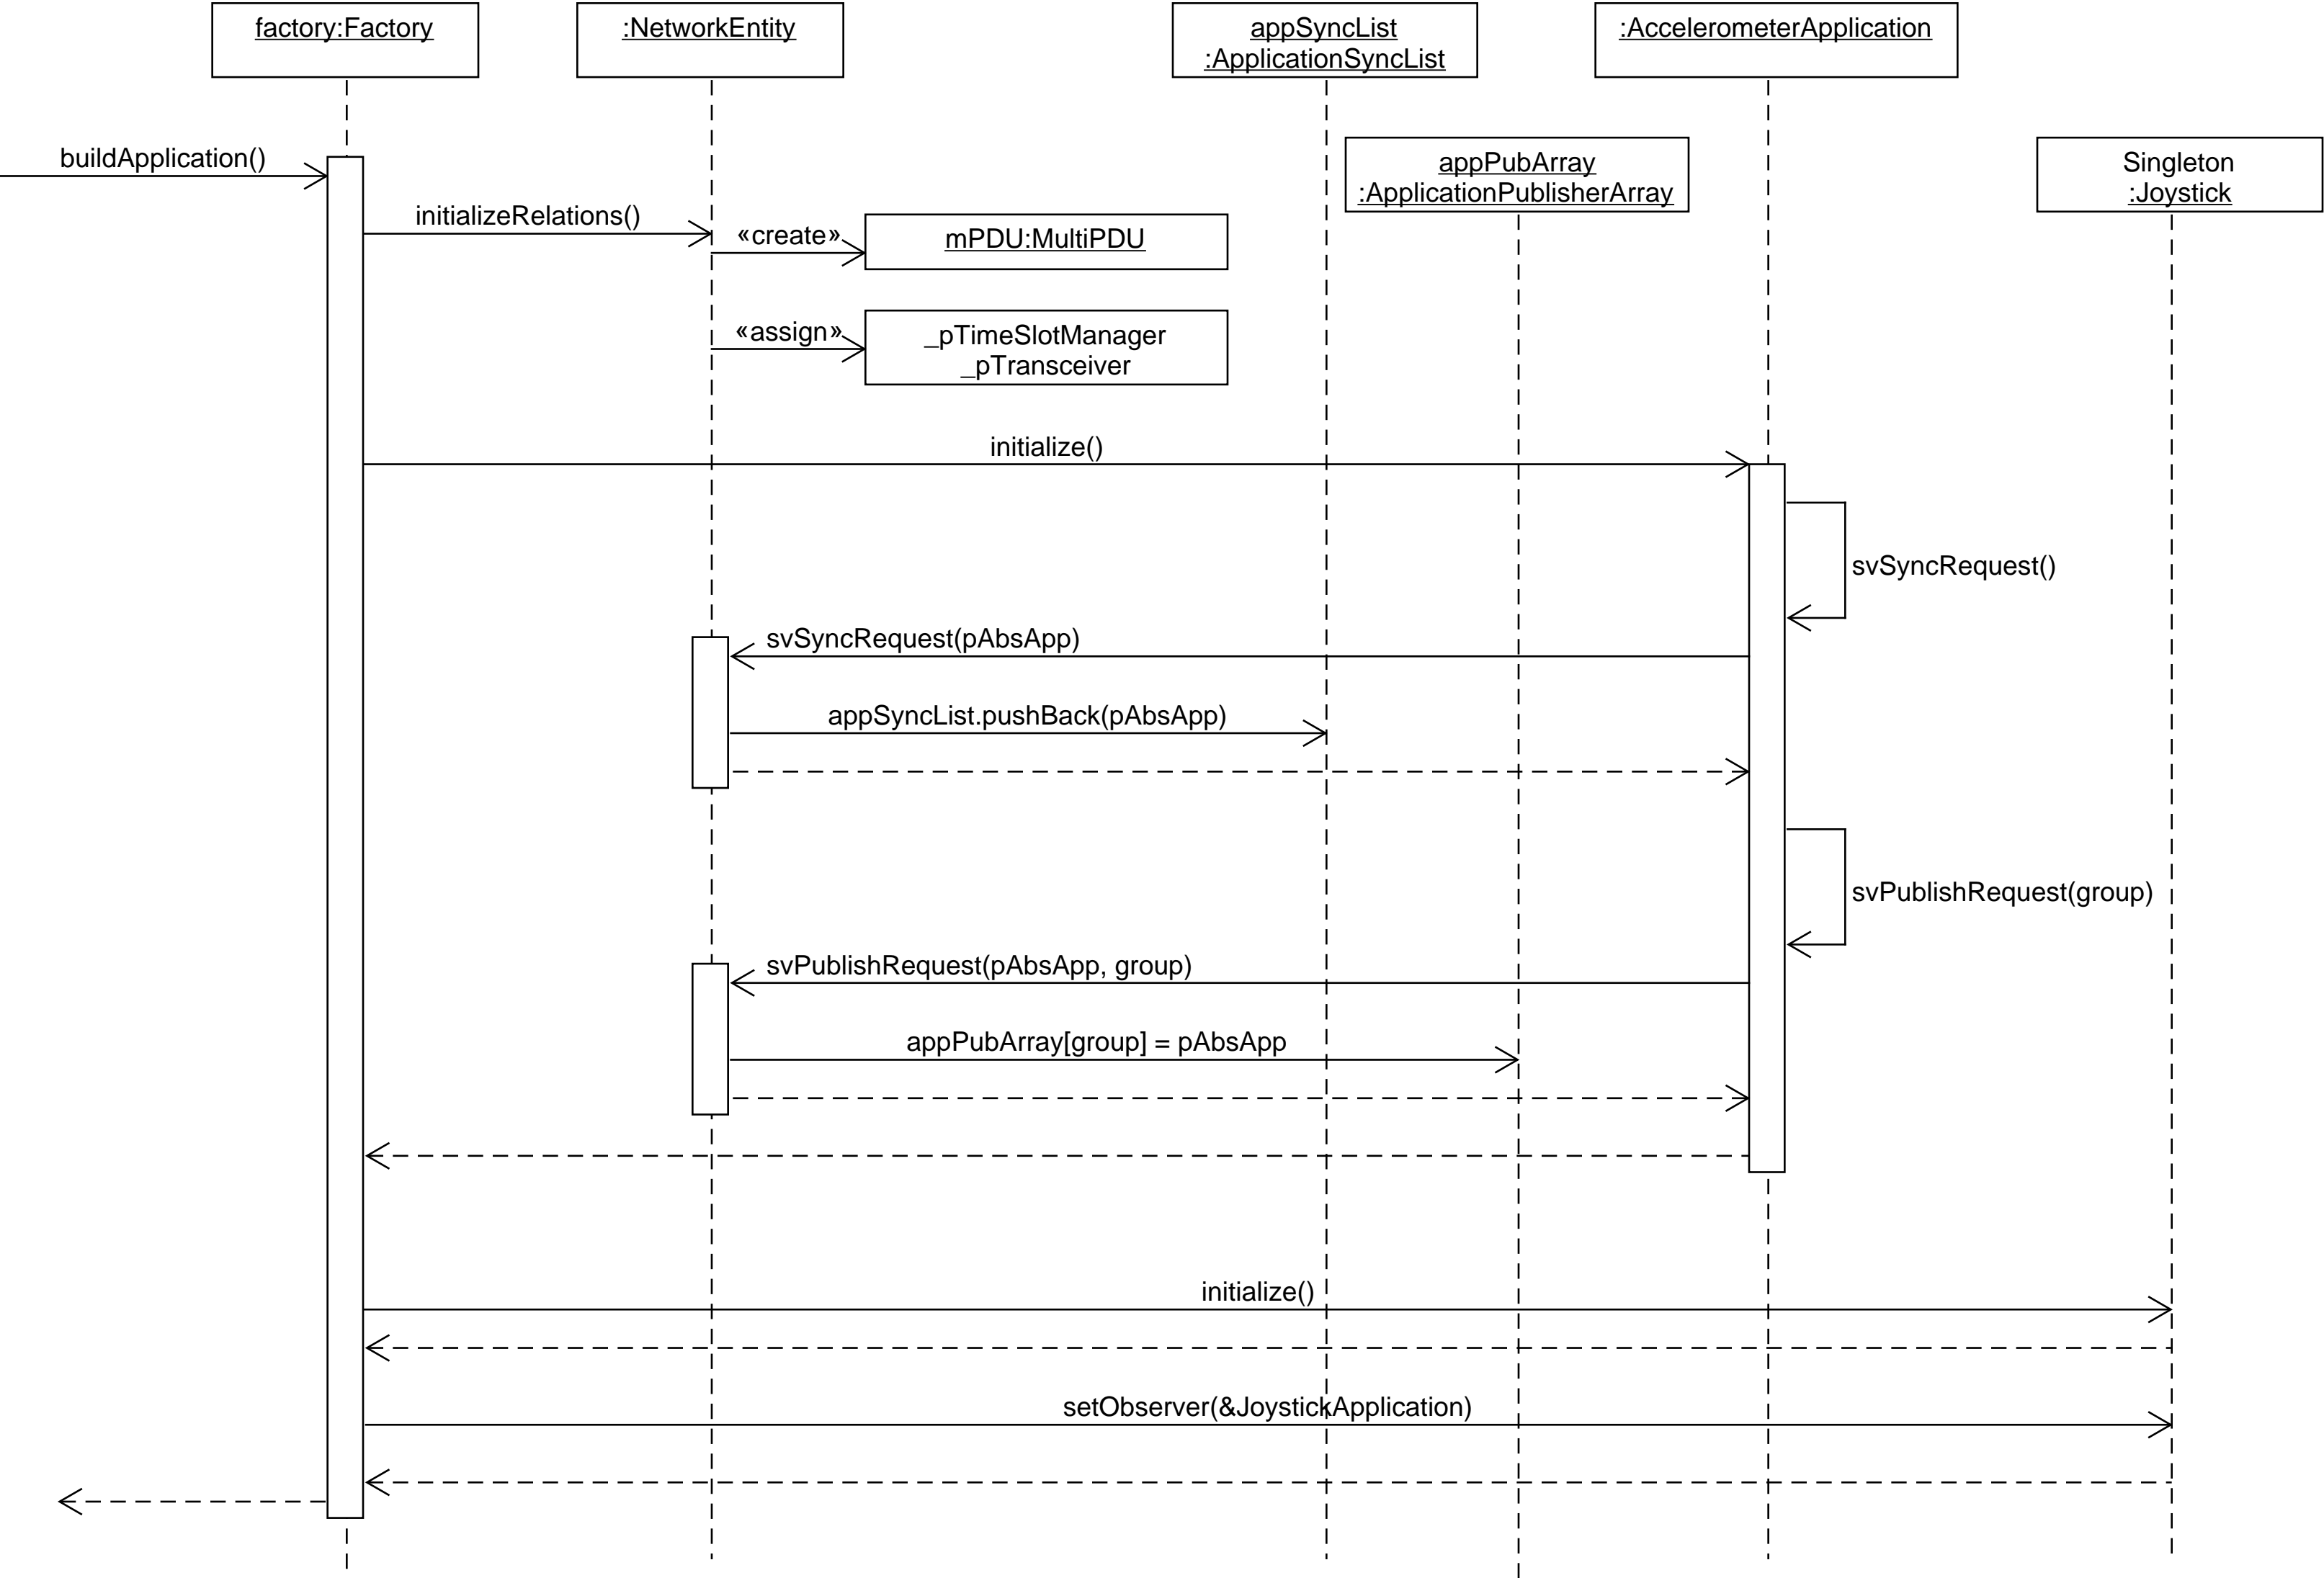 factory:Factory
:NetworkEntity
appSyncList
:ApplicationSyncList
:AccelerometerApplication
buildApplication()
appPubArray
:ApplicationPublisherArray
Singleton
:Joystick
initializeRelations()
«create»
mPDU:MultiPDU
«assign»
_pTimeSlotManager
_pTransceiver
initialize()
svSyncRequest()
svSyncRequest(pAbsApp)
appSyncList.pushBack(pAbsApp)
svPublishRequest(group)
svPublishRequest(pAbsApp, group)
appPubArray[group] = pAbsApp
initialize()
setObserver(&JoystickApplication)